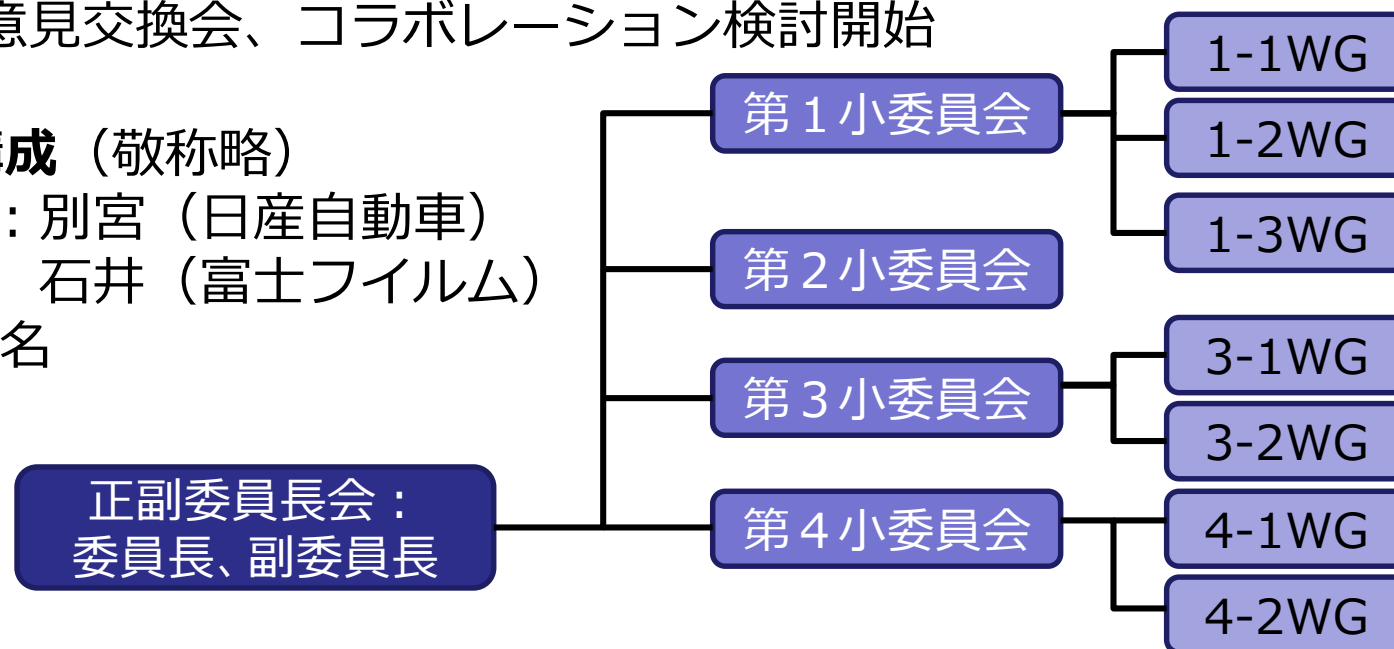 意見交換会、コラボレーション検討開始
構成（敬称略）
：別宮（日産自動車）
石井（富士フイルム）
名
正副委員長会：
委員長、副委員長
第１小委員会
1-1WG
1-2WG
1-3WG
第２小委員会
第３小委員会
3-1WG
3-2WG
第４小委員会
4-1WG
4-2WG